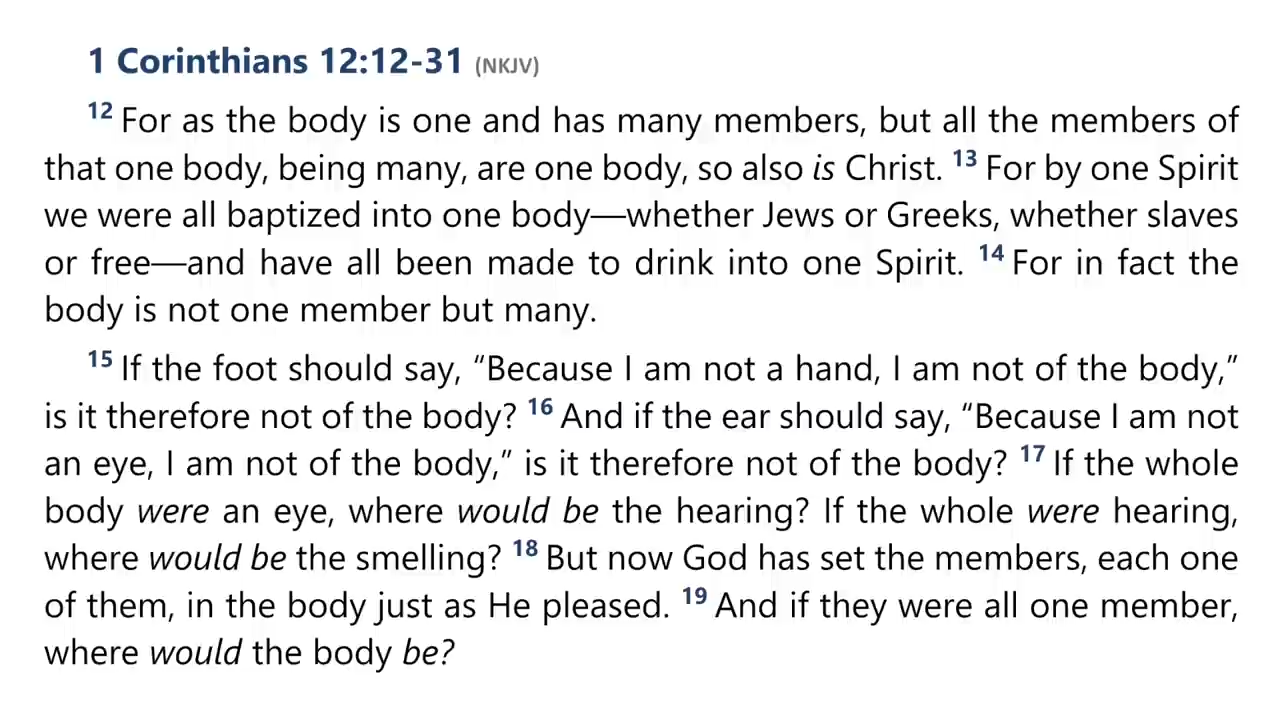 1 Corinthians 12:12-31 (NKJV)
12 For as the body is one and has many members, but all the members of
that one body, being many, are one body, so also is Christ. 13 For by one Spirit
we were all baptized into one body—whether Jews or Greeks, whether slaves
or free—and have all been made to drink into one Spirit. 14 For in fact the
body is not one member but many.
15 If the foot should say, “Because I am not a hand, I am not of the body,”
is it therefore not of the body? 16 And if the ear should say, “Because I am not
an eye, I am not of the body,” is it therefore not of the body? 17 If the whole
body were an eye, where would be the hearing? If the whole were hearing,
where would be the smelling? 18 But now God has set the members, each one
of them, in the body just as He pleased. 19 And if they were all one member,
where would the body be?